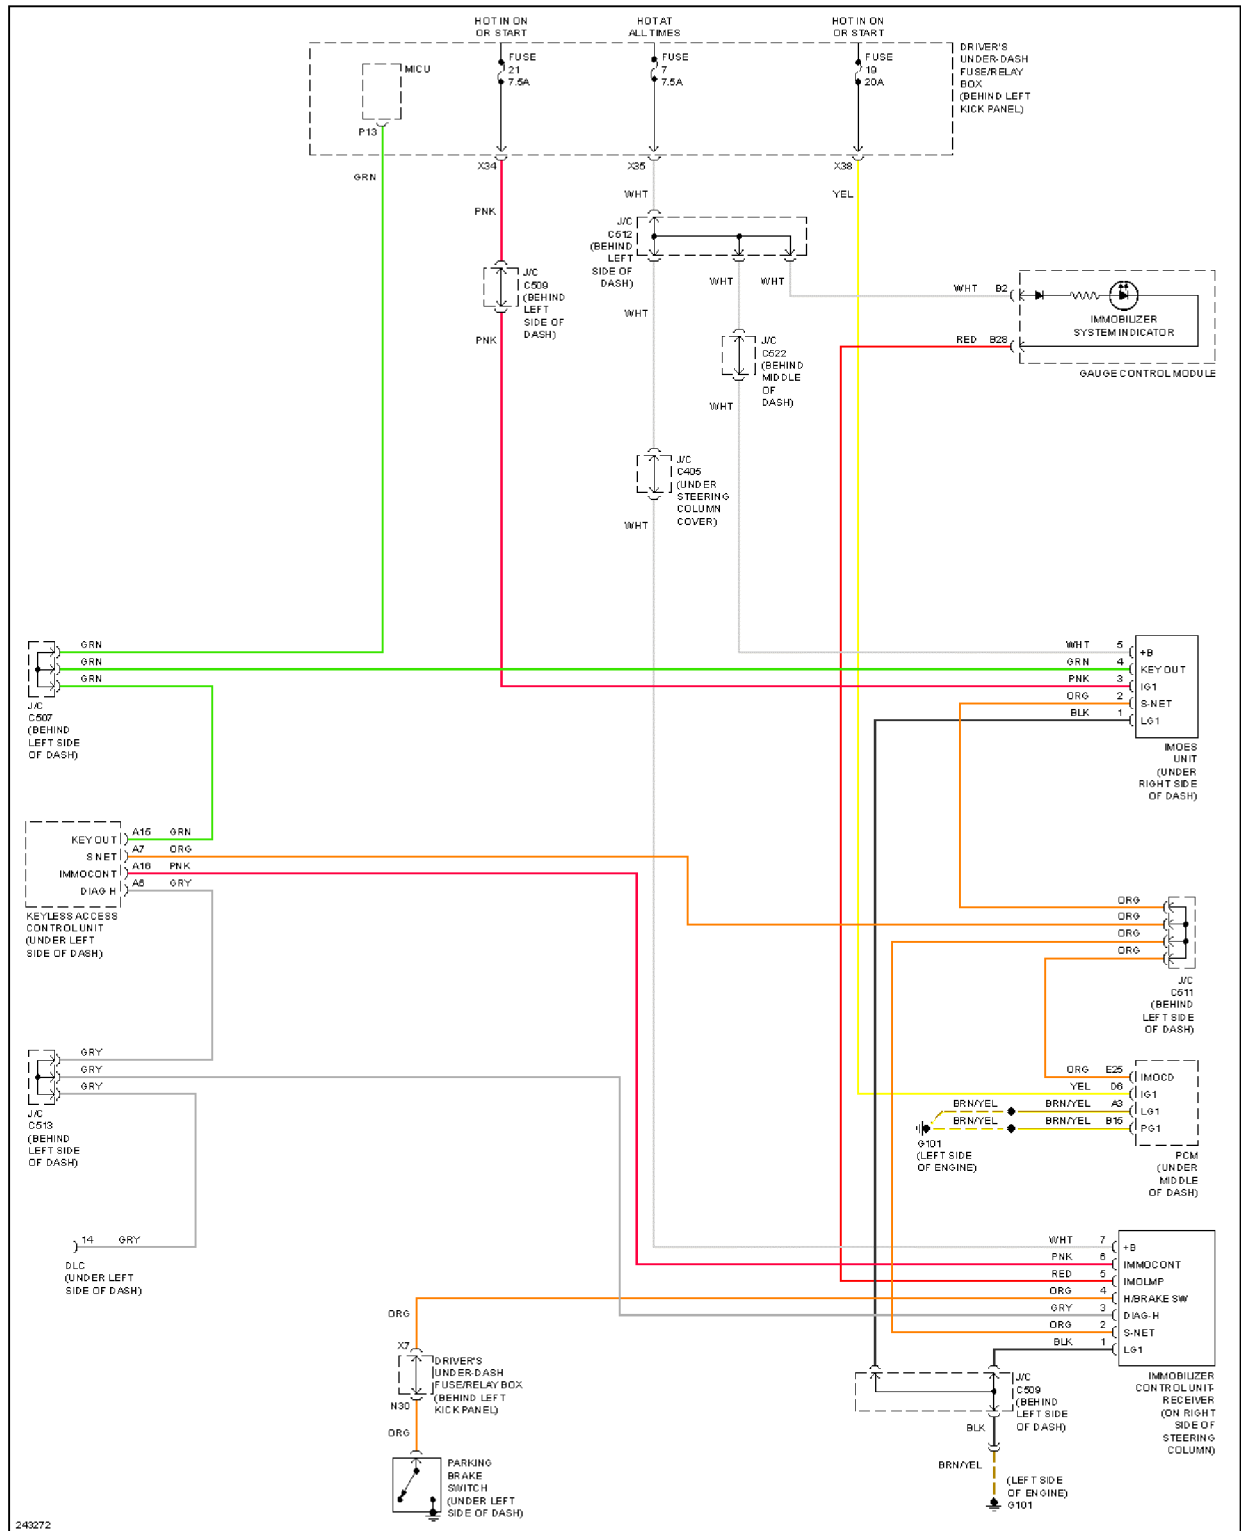 HOT IN ON
OR START
HOT AT
ALL TIMES
HOT IN ON
OR START
MICU
P13
FUSE
21
7.5A
FUSE
7
7.5A
FUSE
19
20A
DRIVER'S
UNDER-DASH
FUSE/RELAY
BOX
(BEHIND LEFT
KICK PANEL)
X34
X35
X38
GRN
PNK
WHT
YEL
J/C
C512
(BEHIND
LEFT
SIDE OF
DASH)
J/C
C509
(BEHIND
LEFT
SIDE OF
DASH)
PNK
WHT
WHT
WHT
WHT
B2
IMMOBILIZER
SYSTEM INDICATOR
RED
B28
GAUGE CONTROL MODULE
J/C
C522
(BEHIND
MIDDLE
OF
DASH)
WHT
J/C
C405
(UNDER
STEERING
COLUMN
COVER)
WHT
GRN
GRN
GRN
J/C
C507
(BEHIND
LEFT SIDE
OF DASH)
WHT 5 +B
GRN 4 KEY OUT
PNK 3 IG1
ORG 2 S-NET
BLK 1 LG1
IMOES
UNIT
(UNDER
RIGHT SIDE
OF DASH)
KEY OUT A15 GRN
S NET A7 ORG
IMMOCONT A16 PNK
DIAG H A6 GRY
KEYLESS ACCESS
CONTROL UNIT
(UNDER LEFT
SIDE OF DASH)
ORG
ORG
ORG
ORG
J/C
C511
(BEHIND
LEFT SIDE
OF DASH)
GRY
GRY
GRY
J/C
C513
(BEHIND
LEFT SIDE
OF DASH)
ORG E25 IMOCD
YEL D6 IG1
BRN/YEL BRN/YEL A3 LG1
BRN/YEL BRN/YEL B15 PG1
G101
(LEFT SIDE
OF ENGINE)
PCM
(UNDER
MIDDLE
OF DASH)
14 GRY
DLC
(UNDER LEFT
SIDE OF DASH)
WHT 7 +B
PNK 6 IMMOCONT
RED 5 IMOLMP
ORG 4 H/BRAKE SW
GRY 3 DIAG-H
ORG 2 S-NET
BLK 1 LG1
IMMOBILIZER
CONTROL UNIT-
RECEIVER
(ON RIGHT
SIDE OF
STEERING
COLUMN)
ORG
X7
DRIVER'S
UNDER-DASH
FUSE/RELAY BOX
(BEHIND LEFT
KICK PANEL)
N30
ORG
PARKING
BRAKE
SWITCH
(UNDER LEFT
SIDE OF DASH)
J/C
C509
(BEHIND
LEFT SIDE
OF DASH)
BLK
BRN/YEL
(LEFT SIDE
OF ENGINE)
G101
243272